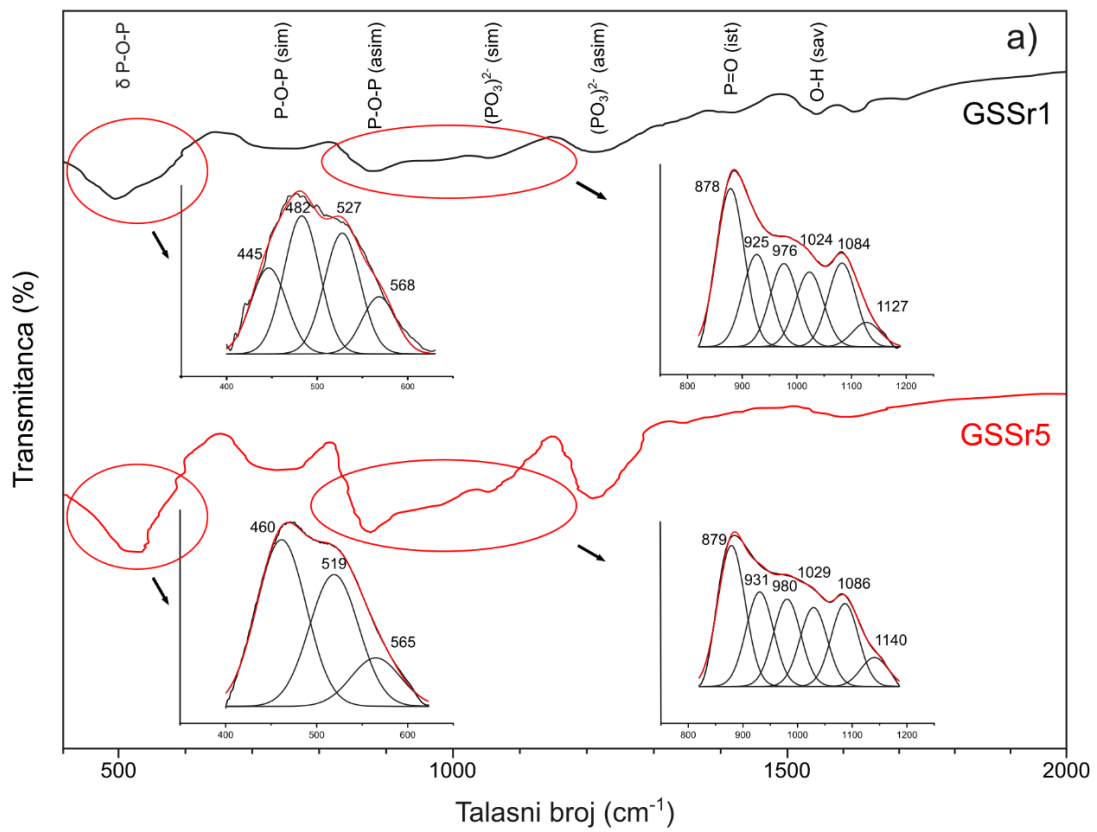 a)
δ P-O-P
P-O-P (sim)
P-O-P (asim)
(PO₃)²⁻ (sim)
(PO₃)²⁻ (asim)
P=O (ist)
O-H (sav)
GSSr1
445
482
527
568
400 500 600
878
925
976
1024
1084
1127
800 900 1000 1100 1200
Transmitanca (%)
GSSr5
460
519
565
400 500 600
879
931
980
1029
1086
1140
800 900 1000 1100 1200
500 1000 1500 2000
Talasni broj (cm⁻¹)